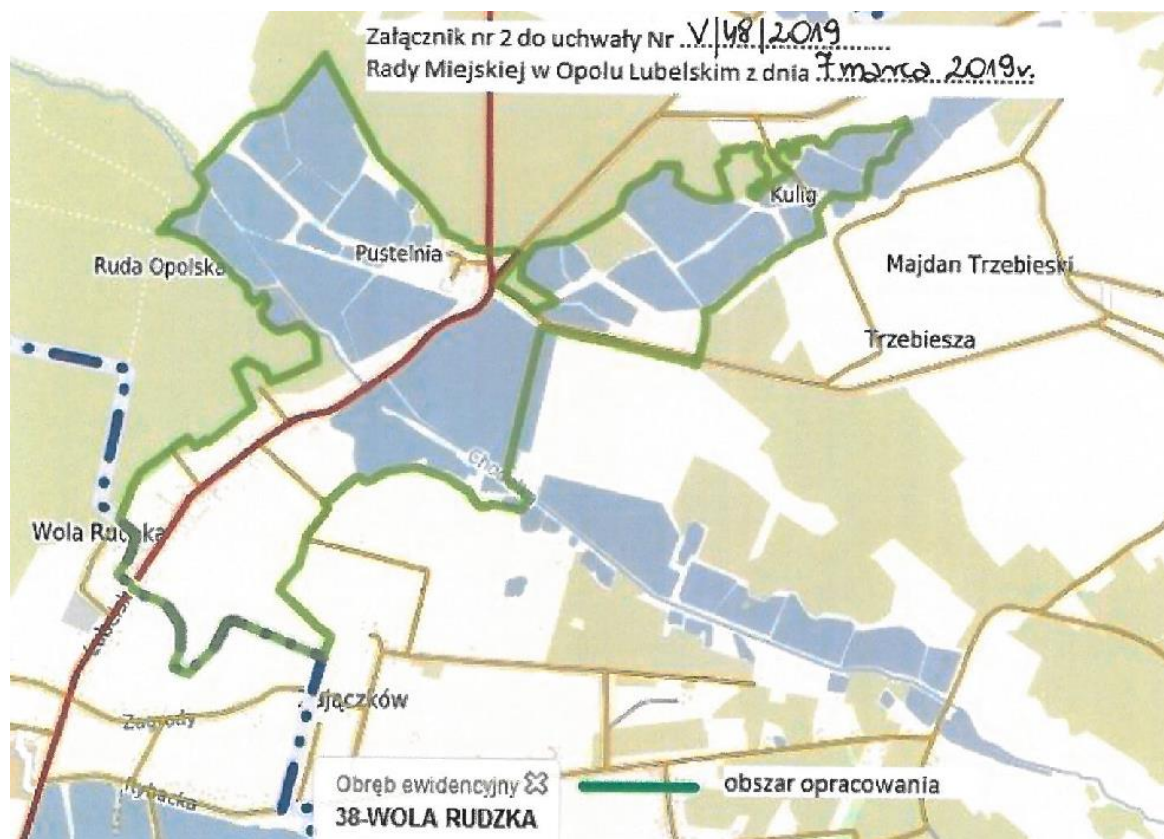 Załącznik nr 2 do uchwały Nr V/48/2019
Rady Miejskiej w Opolu Lubelskim z dnia 7 marca 2019r.
Kulig
Pustelnia
Ruda Opolska
Majdan Trzebieski
Trzebiesza
Wola Rudzka
Zagrody
Rybacka
Obręb ewidencyjny
38-WOLA RUDZKA
obszar opracowania